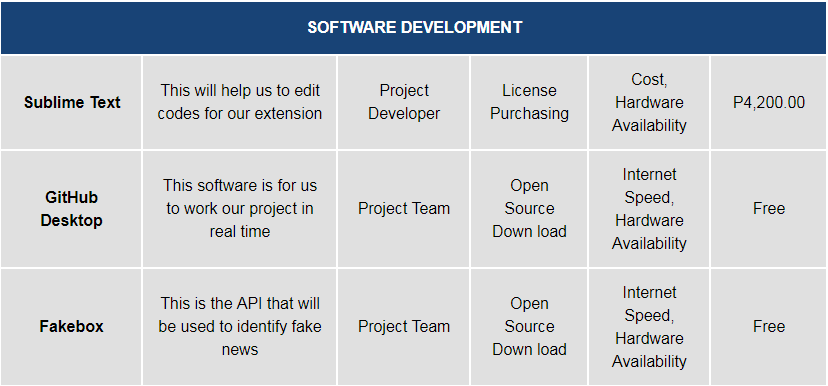 SOFTWARE DEVELOPMENT
Sublime Text
This will help us to edit
codes for our extension
Project
Developer
License
Purchasing
Cost,
Hardware
Availability
P4,200.00
GitHub
Desktop
This software is for us
to work our project in
real time
Project Team
Open
Source
Down load
Internet
Speed,
Hardware
Availability
Free
Fakebox
This is the API that will
be used to identify fake
news
Project Team
Open
Source
Down load
Internet
Speed,
Hardware
Availability
Free